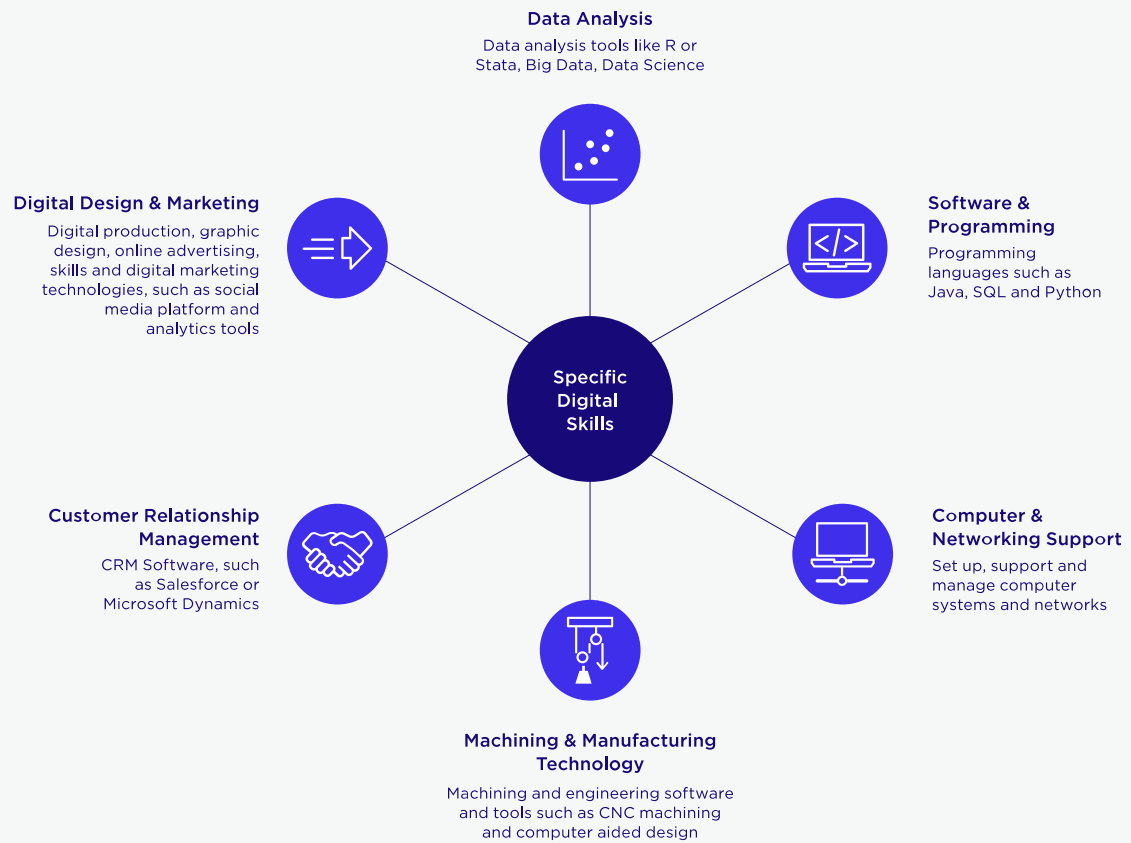 Data Analysis
Data analysis tools like R or
Stata, Big Data, Data Science
Digital Design & Marketing
Digital production, graphic
design, online advertising,
skills and digital marketing
technologies, such as social
media platform and
analytics tools
Software &
Programming
Programming
languages such as
Java, SQL and Python
</>
Specific
Digital
Skills
Customer Relationship
Management
CRM Software, such
as Salesforce or
Microsoft Dynamics
Computer &
Networking Support
Set up, support and
manage computer
systems and networks
Machining & Manufacturing
Technology
Machining and engineering software
and tools such as CNC machining
and computer aided design